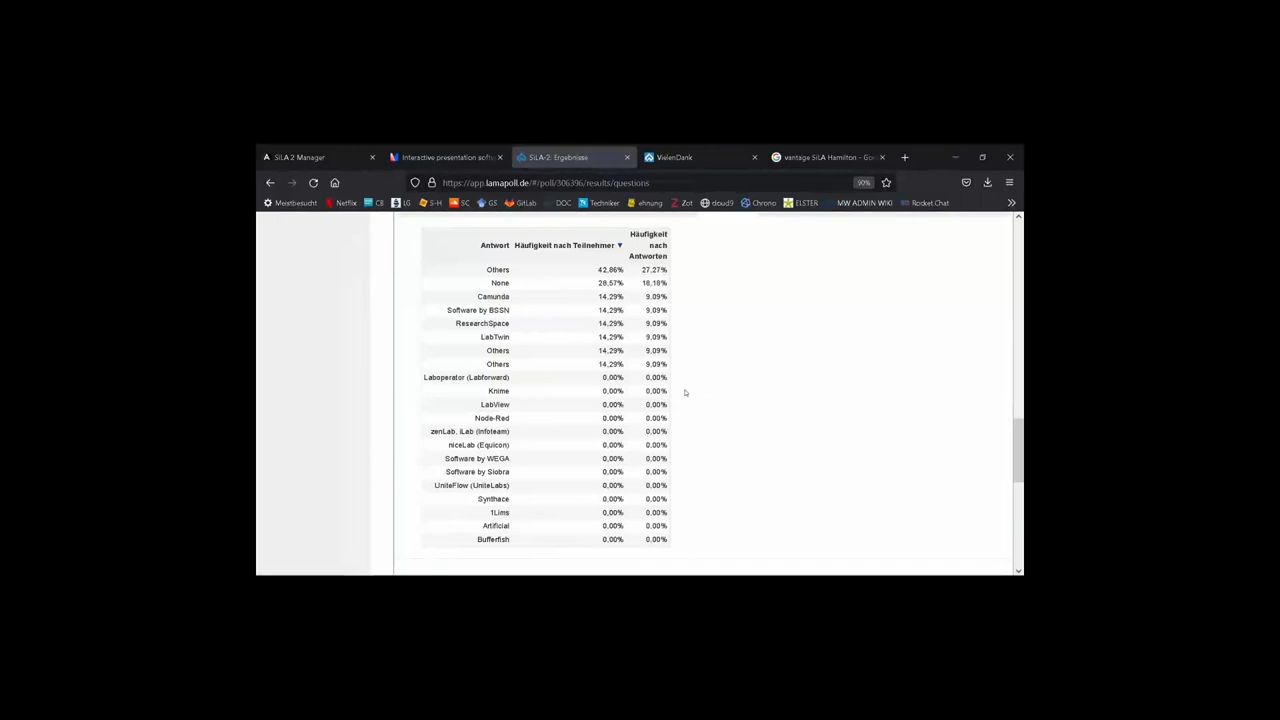 SiLA 2 Manager
Interactive presentation softw
SiLA-2: Ergebnisse
VielenDank
vantage SiLA Hamilton - Goo
https://app.lamapoll.de/#/poll/306396/results/questions
90%
Meistbesucht
Netflix
C8
LG
S-H
SC
GS
GitLab
DOC
Techniker
ehnung
Zot
cloud9
Chrono
ELSTER
MW ADMIN WIKI
Rocket.Chat
Antwort Häufigkeit nach Teilnehmer ▼ Häufigkeit nach Antworten
Others 42,86% 27,27%
None 28,57% 18,18%
Camunda 14,29% 9,09%
Software by BSSN 14,29% 9,09%
ResearchSpace 14,29% 9,09%
LabTwin 14,29% 9,09%
Others 14,29% 9,09%
Others 14,29% 9,09%
Laboperator (Labforward) 0,00% 0,00%
Knime 0,00% 0,00%
LabView 0,00% 0,00%
Node-Red 0,00% 0,00%
zenLab, iLab (Infoteam) 0,00% 0,00%
niceLab (Equicon) 0,00% 0,00%
Software by WEGA 0,00% 0,00%
Software by Siobra 0,00% 0,00%
UniteFlow (UniteLabs) 0,00% 0,00%
Synthace 0,00% 0,00%
1Lims 0,00% 0,00%
Artificial 0,00% 0,00%
Bufferfish 0,00% 0,00%